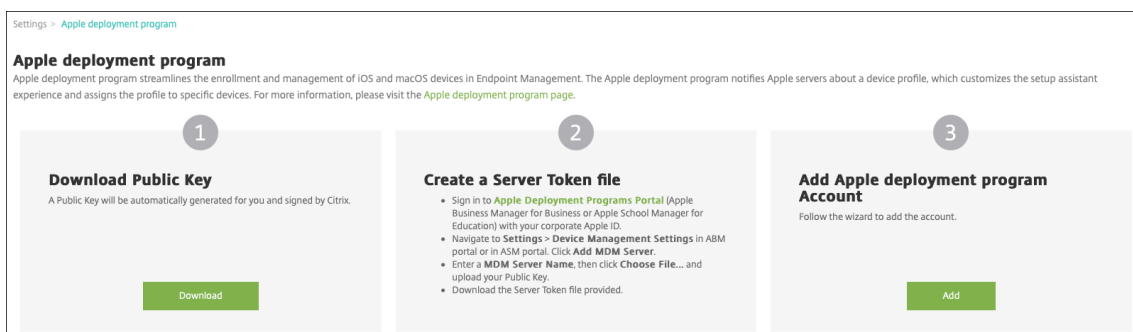 Settings > Apple deployment program
Apple deployment program
Apple deployment program streamlines the enrollment and management of iOS and macOS devices in Endpoint Management. The Apple deployment program notifies Apple servers about a device profile, which customizes the setup assistant
experience and assigns the profile to specific devices. For more information, please visit the Apple deployment program page.
1
Download Public Key
A Public Key will be automatically generated for you and signed by Citrix.
Download
2
Create a Server Token file
• Sign in to Apple Deployment Programs Portal (Apple
Business Manager for Business or Apple School Manager for
Education) with your corporate Apple ID.
• Navigate to Settings > Device Management Settings in ABM
portal or in ASM portal. Click Add MDM Server.
• Enter a MDM Server Name, then click Choose File... and
upload your Public Key.
• Download the Server Token file provided.
3
Add Apple deployment program
Account
Follow the wizard to add the account.
Add